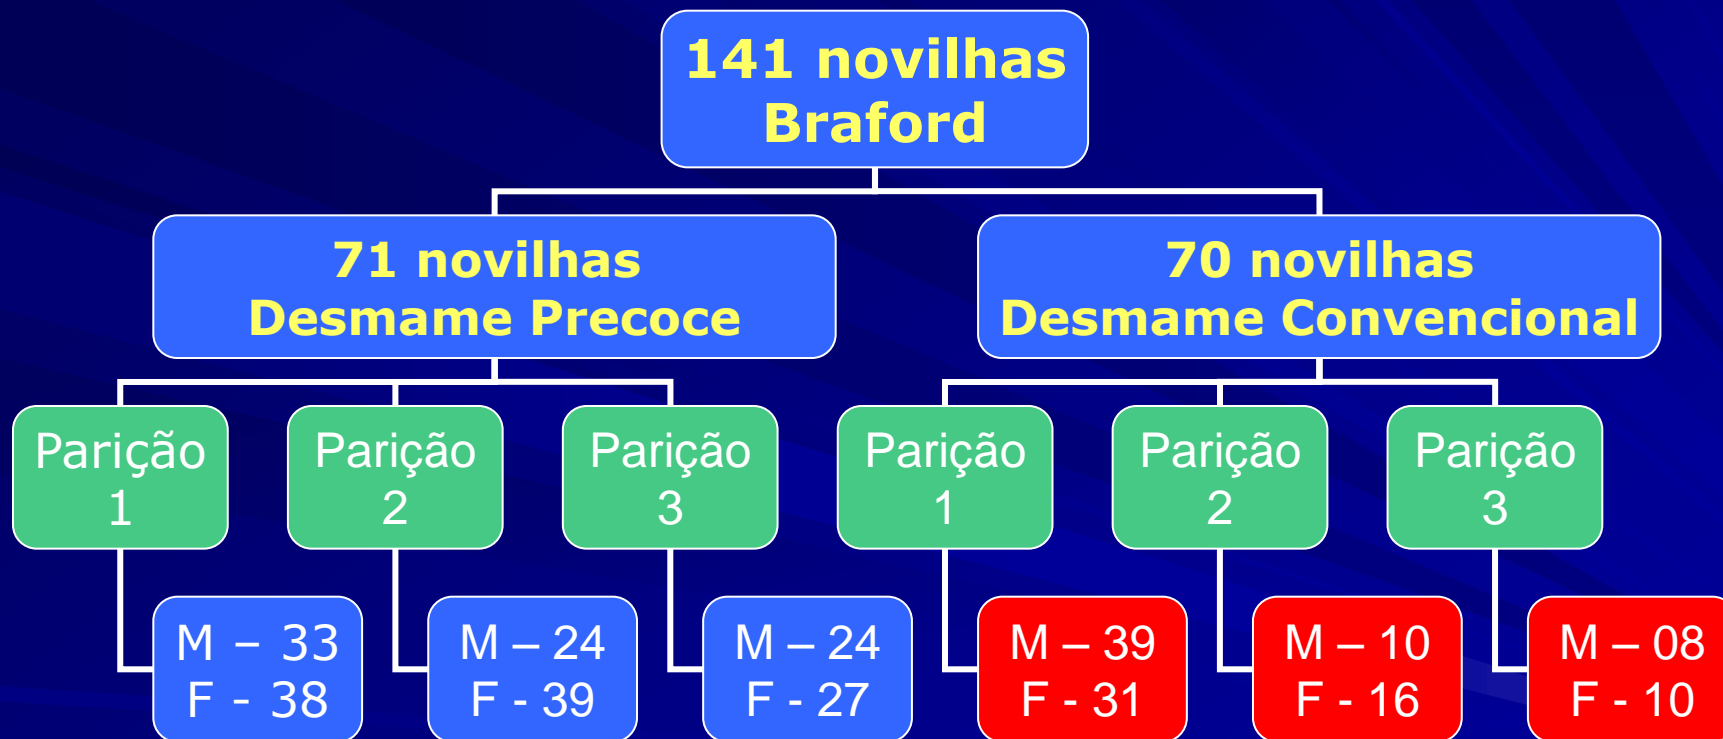 141 novilhas
Braford
71 novilhas
Desmame Precoce
70 novilhas
Desmame Convencional
Parição
1
Parição
2
Parição
3
Parição
1
Parição
2
Parição
3
M – 33
F - 38
M – 24
F - 39
M – 24
F - 27
M – 39
F - 31
M – 10
F - 16
M – 08
F - 10